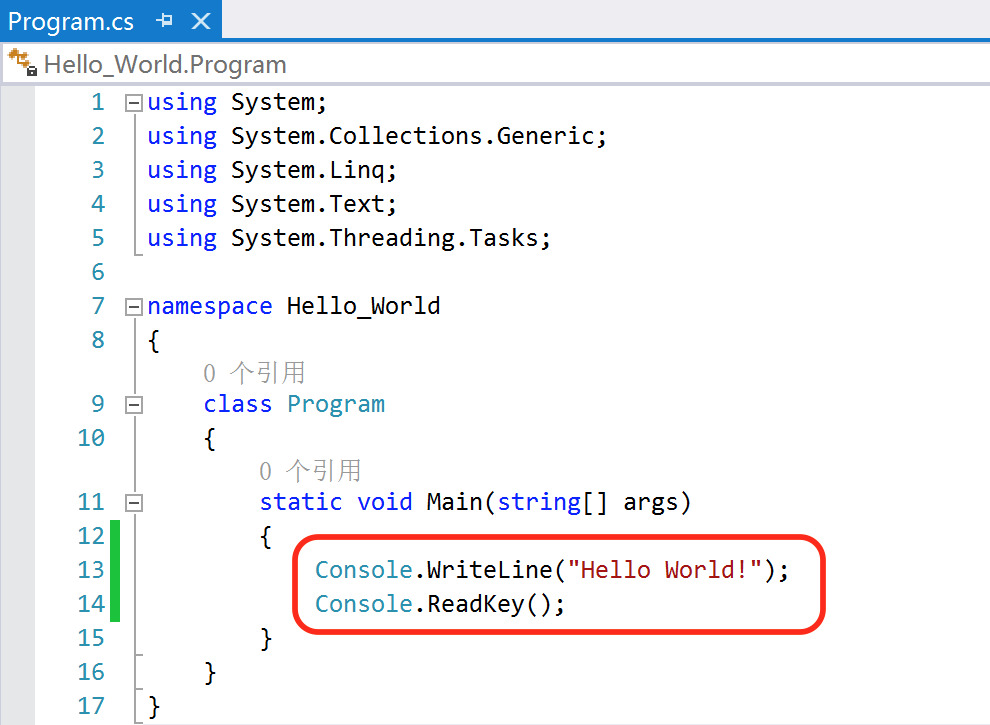 Program.cs
Hello_World.Program
1 using System;
2 using System.Collections.Generic;
3 using System.Linq;
4 using System.Text;
5 using System.Threading.Tasks;
6
7 namespace Hello_World
8 {
0 个引用
9 class Program
10 {
0 个引用
11 static void Main(string[] args)
12 {
13 Console.WriteLine("Hello World!");
14 Console.ReadKey();
15 }
16 }
17 }